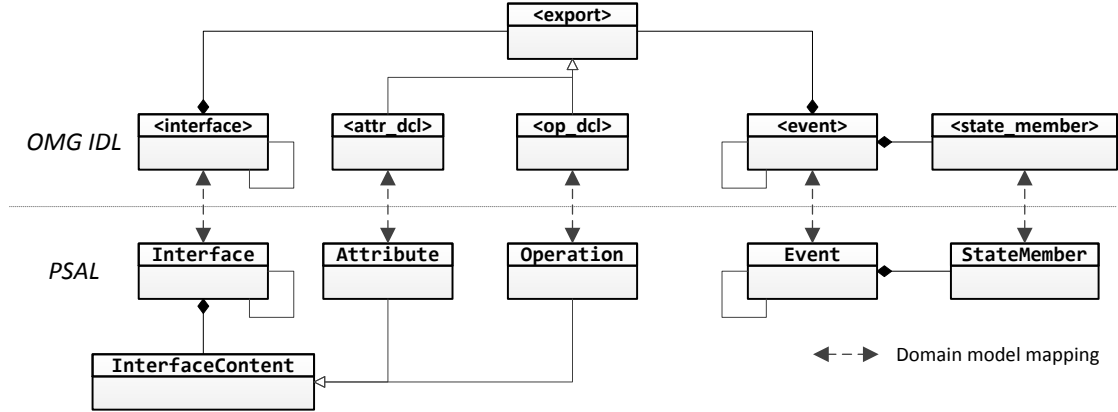 <export>
<interface>
<attr_dcl>
<op_dcl>
<event>
<state_member>
OMG IDL
Interface
Attribute
Operation
Event
StateMember
PSAL
InterfaceContent
Domain model mapping